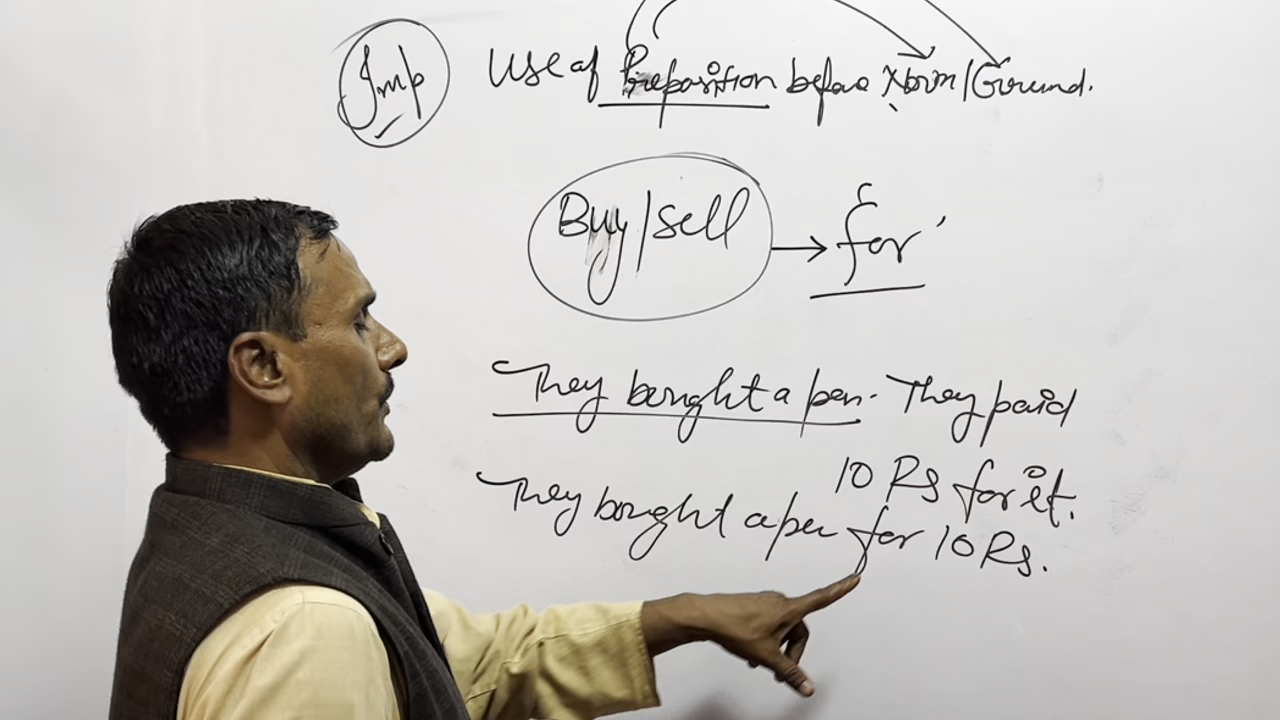 Imp
Use of Preposition before Noun/Gerund.
Buy/sell → for
They bought a pen. They paid
10 Rs for it.
They bought a pen for 10 Rs.